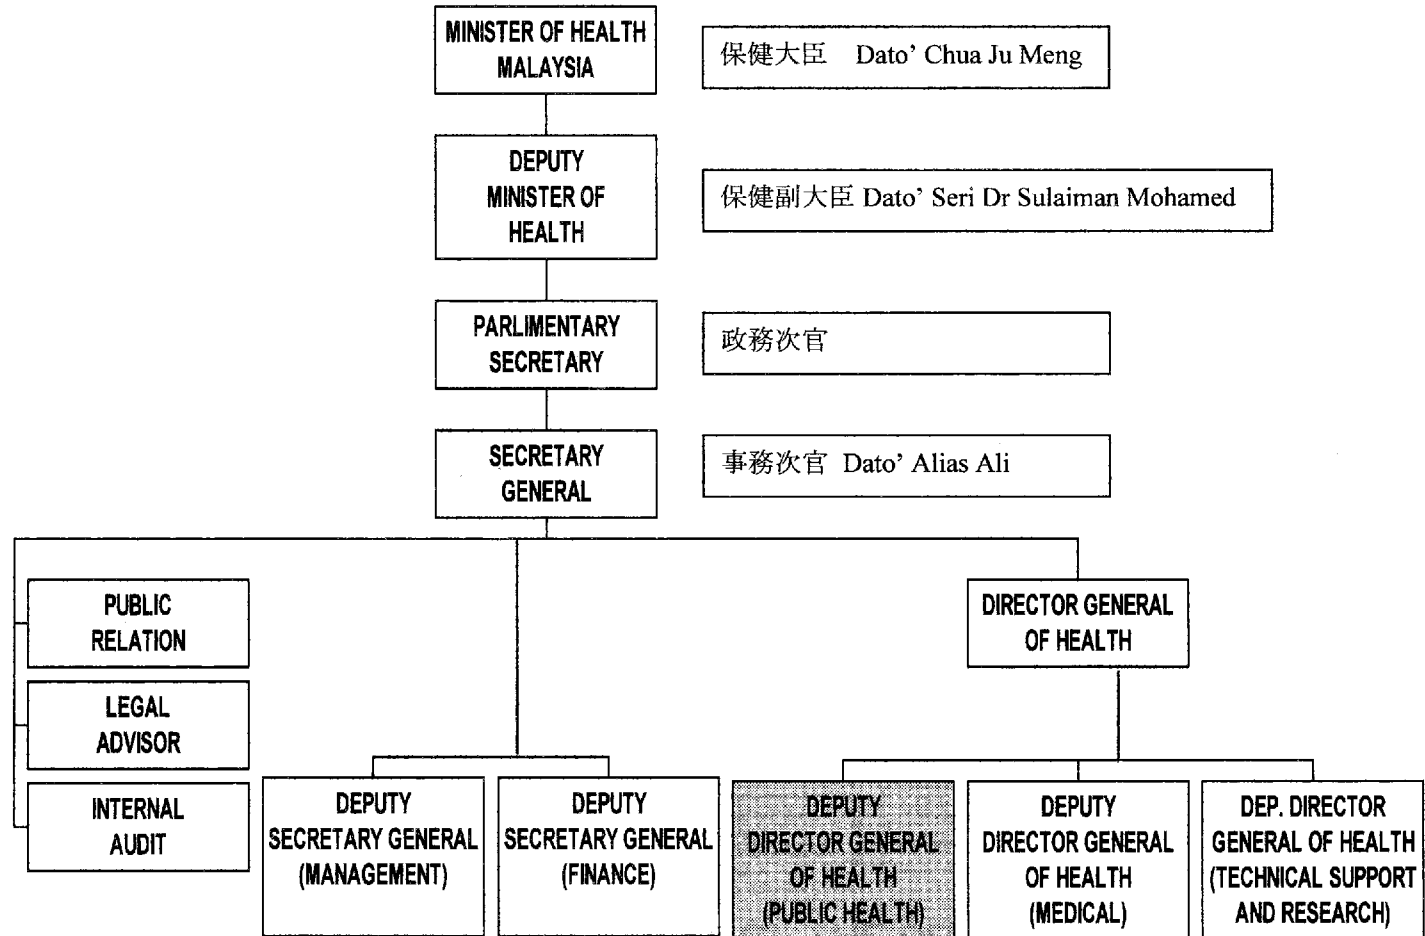 MINISTER OF HEALTH
MALAYSIA
保健大臣 Dato’ Chua Ju Meng
DEPUTY
MINISTER OF
HEALTH
保健副大臣 Dato’ Seri Dr Sulaiman Mohamed
PARLIMENTARY
SECRETARY
政務次官
SECRETARY
GENERAL
事務次官 Dato’ Alias Ali
PUBLIC
RELATION
LEGAL
ADVISOR
INTERNAL
AUDIT
DIRECTOR GENERAL
OF HEALTH
DEPUTY
SECRETARY GENERAL
(MANAGEMENT)
DEPUTY
SECRETARY GENERAL
(FINANCE)
DEPUTY
DIRECTOR GENERAL
OF HEALTH
(PUBLIC HEALTH)
DEPUTY
DIRECTOR GENERAL
OF HEALTH
(MEDICAL)
DEP. DIRECTOR
GENERAL OF HEALTH
(TECHNICAL SUPPORT
AND RESEARCH)